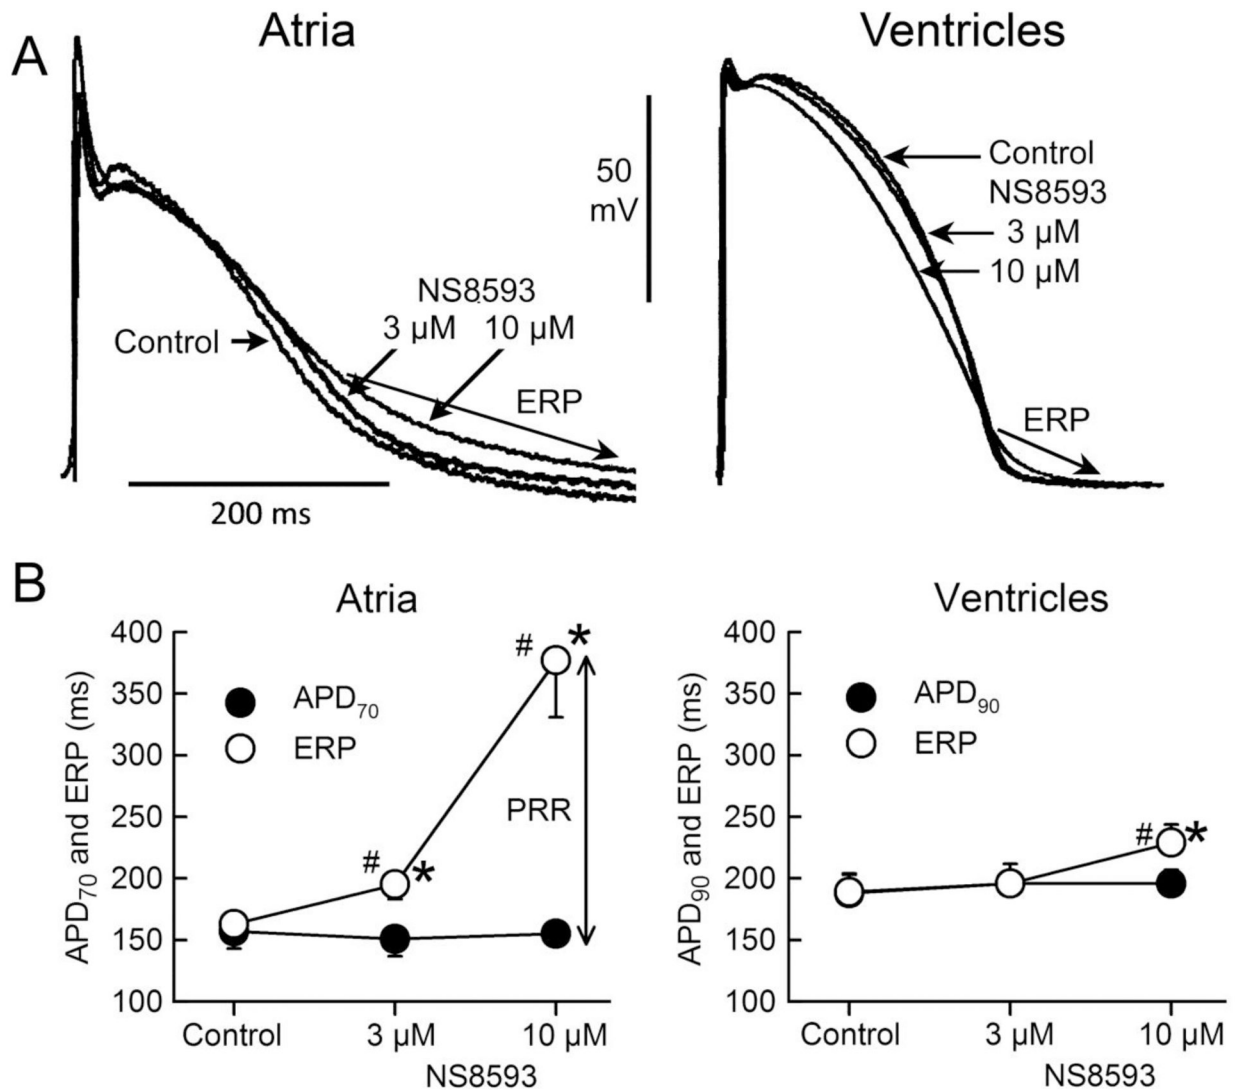 A
Atria
Ventricles
50
mV
Control
NS8593
3 µM
10 µM
NS8593
3 µM 10 µM
Control
ERP
ERP
200 ms
B
Atria
Ventricles
APD70 and ERP (ms)
400
350
300
250
200
150
100
APD70
ERP
# *
# *
PRR
Control
3 µM
10 µM
NS8593
APD90 and ERP (ms)
400
350
300
250
200
150
100
APD90
ERP
# *
Control
3 µM
10 µM
NS8593